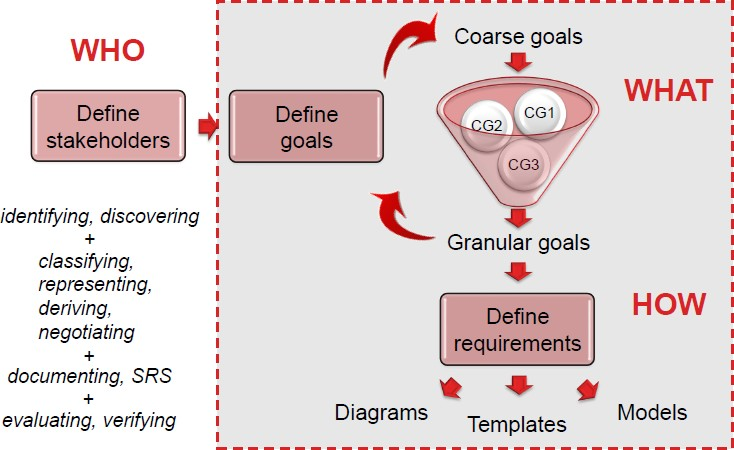 WHO
Define
stakeholders
identifying, discovering
+
classifying,
representing,
deriving,
negotiating
+
documenting, SRS
+
evaluating, verifying
Define
goals
Coarse goals
WHAT
CG1
CG2
CG3
Granular goals
HOW
Define
requirements
Diagrams
Templates
Models